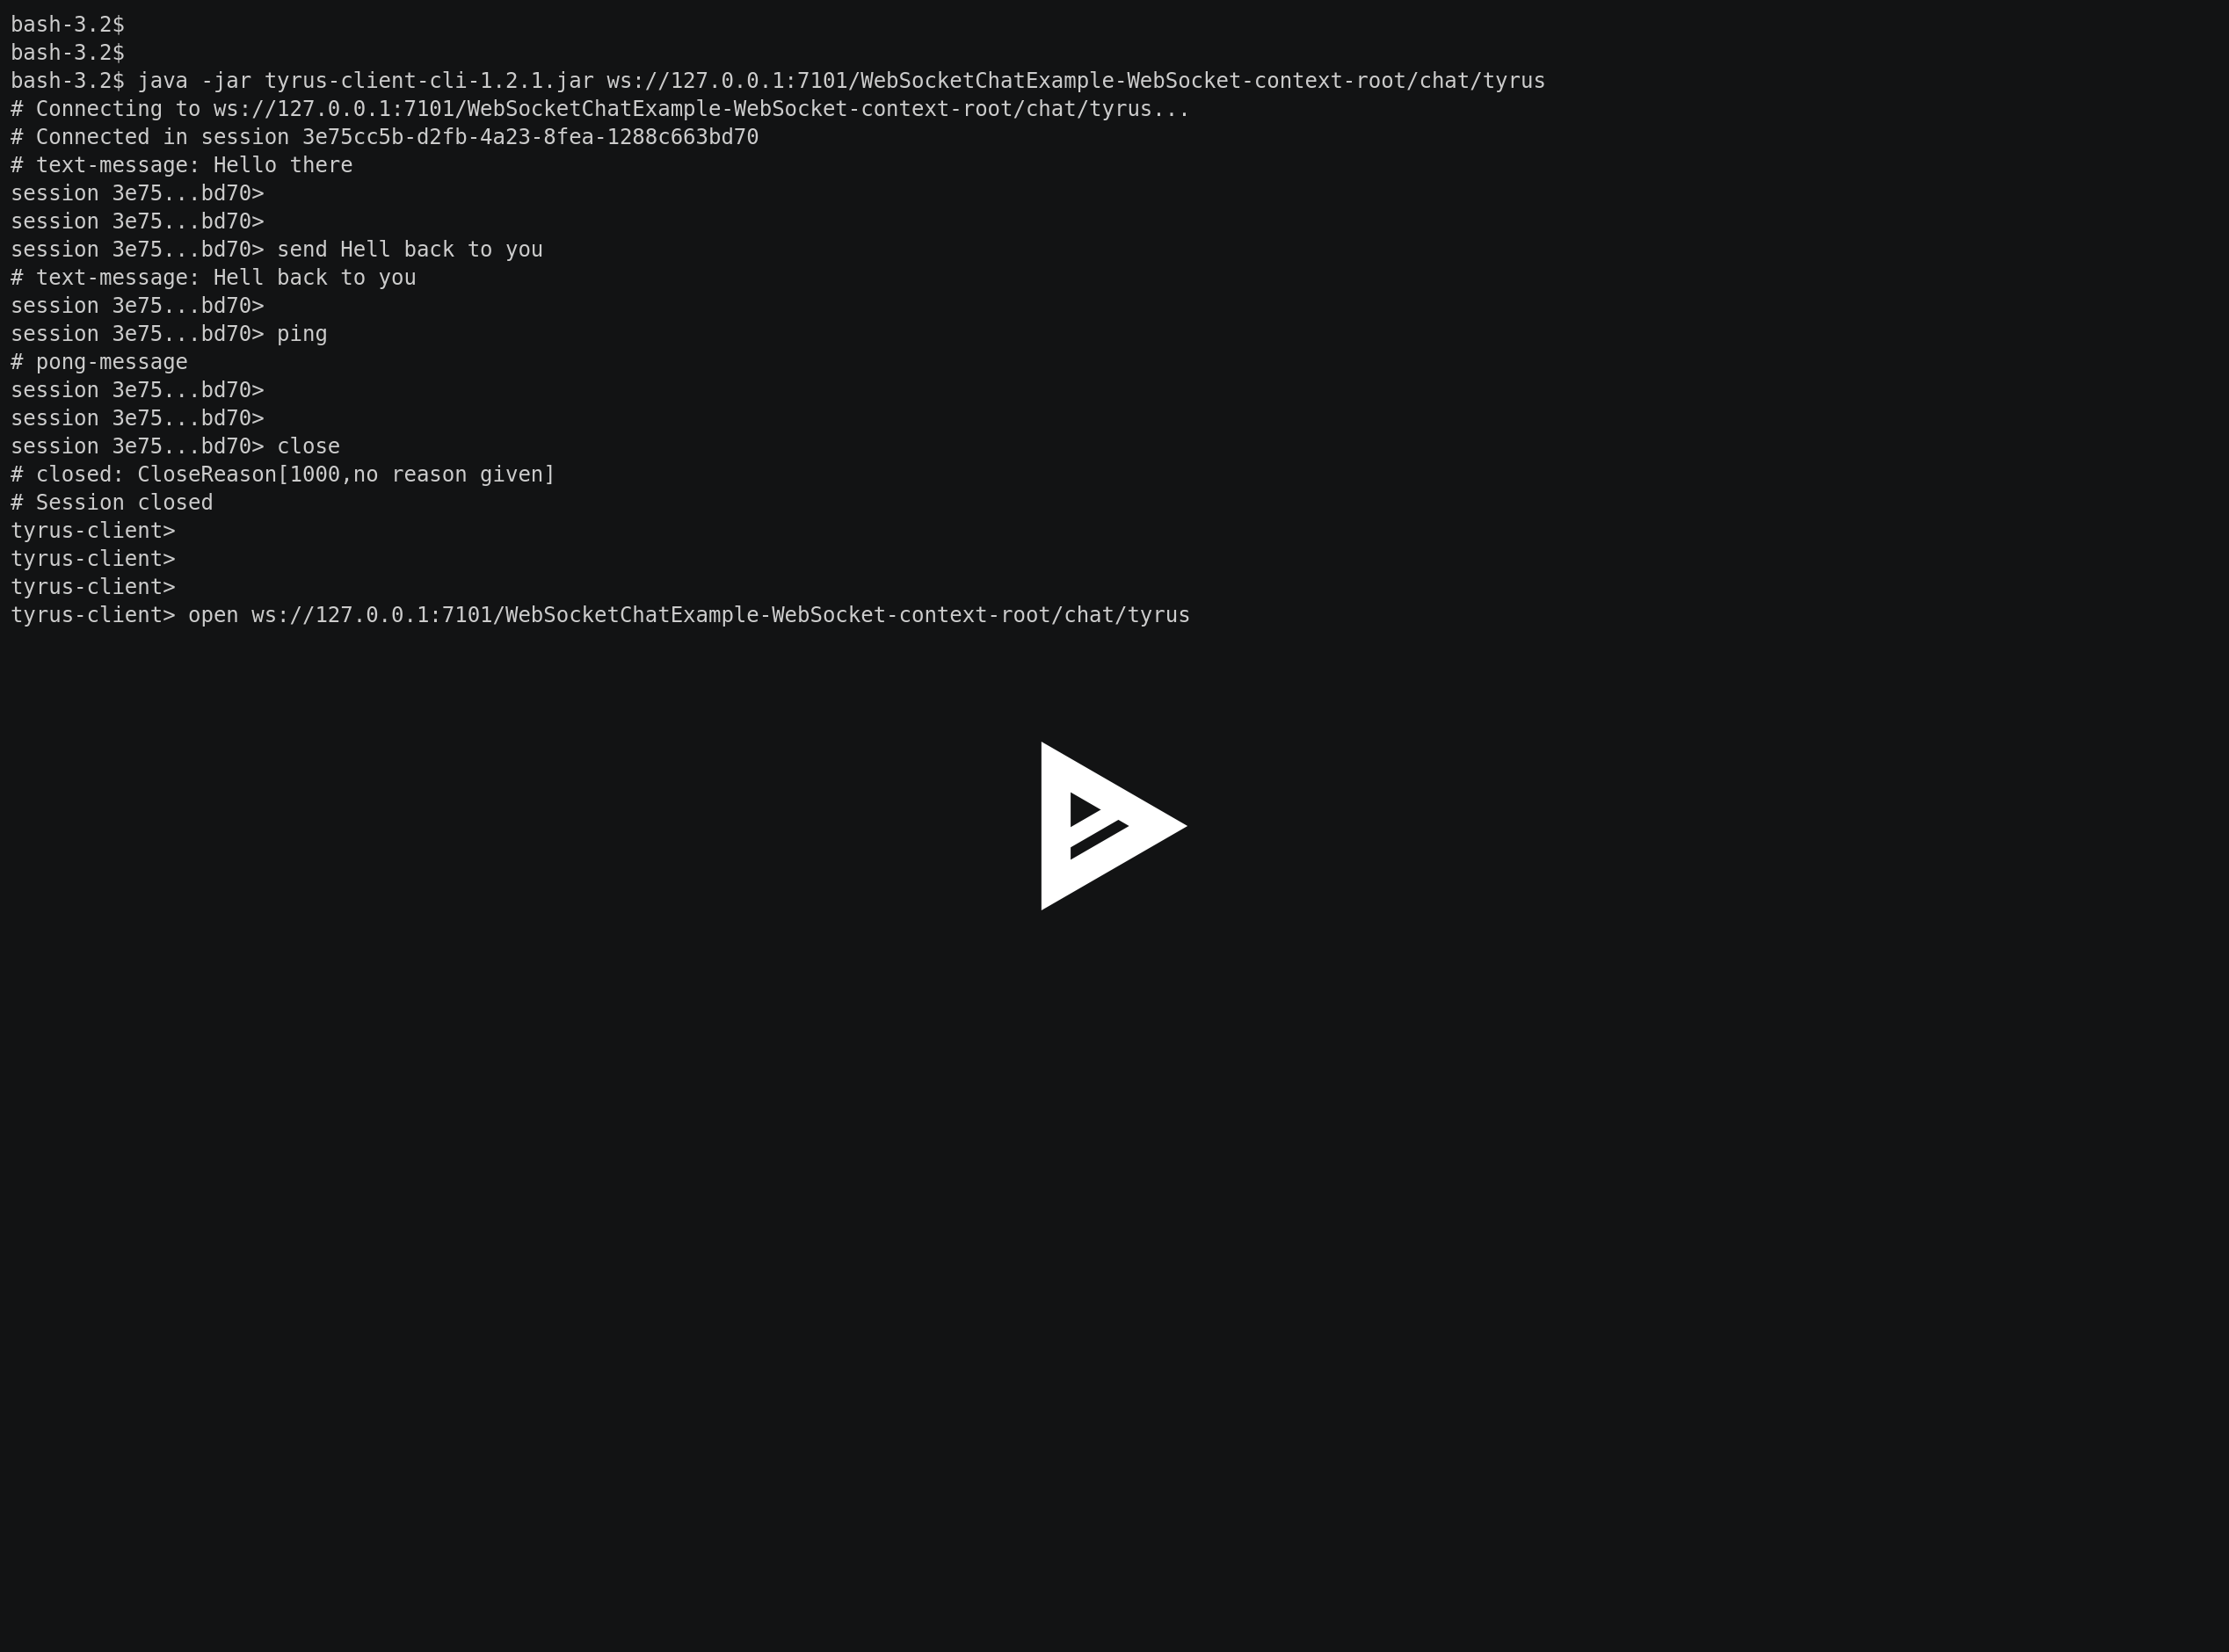 bash-3.2$
bash-3.2$
bash-3.2$ java -jar tyrus-client-cli-1.2.1.jar ws://127.0.0.1:7101/WebSocketChatExample-WebSocket-context-root/chat/tyrus
# Connecting to ws://127.0.0.1:7101/WebSocketChatExample-WebSocket-context-root/chat/tyrus...
# Connected in session 3e75cc5b-d2fb-4a23-8fea-1288c663bd70
# text-message: Hello there
session 3e75...bd70>
session 3e75...bd70>
session 3e75...bd70> send Hell back to you
# text-message: Hell back to you
session 3e75...bd70>
session 3e75...bd70> ping
# pong-message
session 3e75...bd70>
session 3e75...bd70>
session 3e75...bd70> close
# closed: CloseReason[1000,no reason given]
# Session closed
tyrus-client>
tyrus-client>
tyrus-client>
tyrus-client> open ws://127.0.0.1:7101/WebSocketChatExample-WebSocket-context-root/chat/tyrus